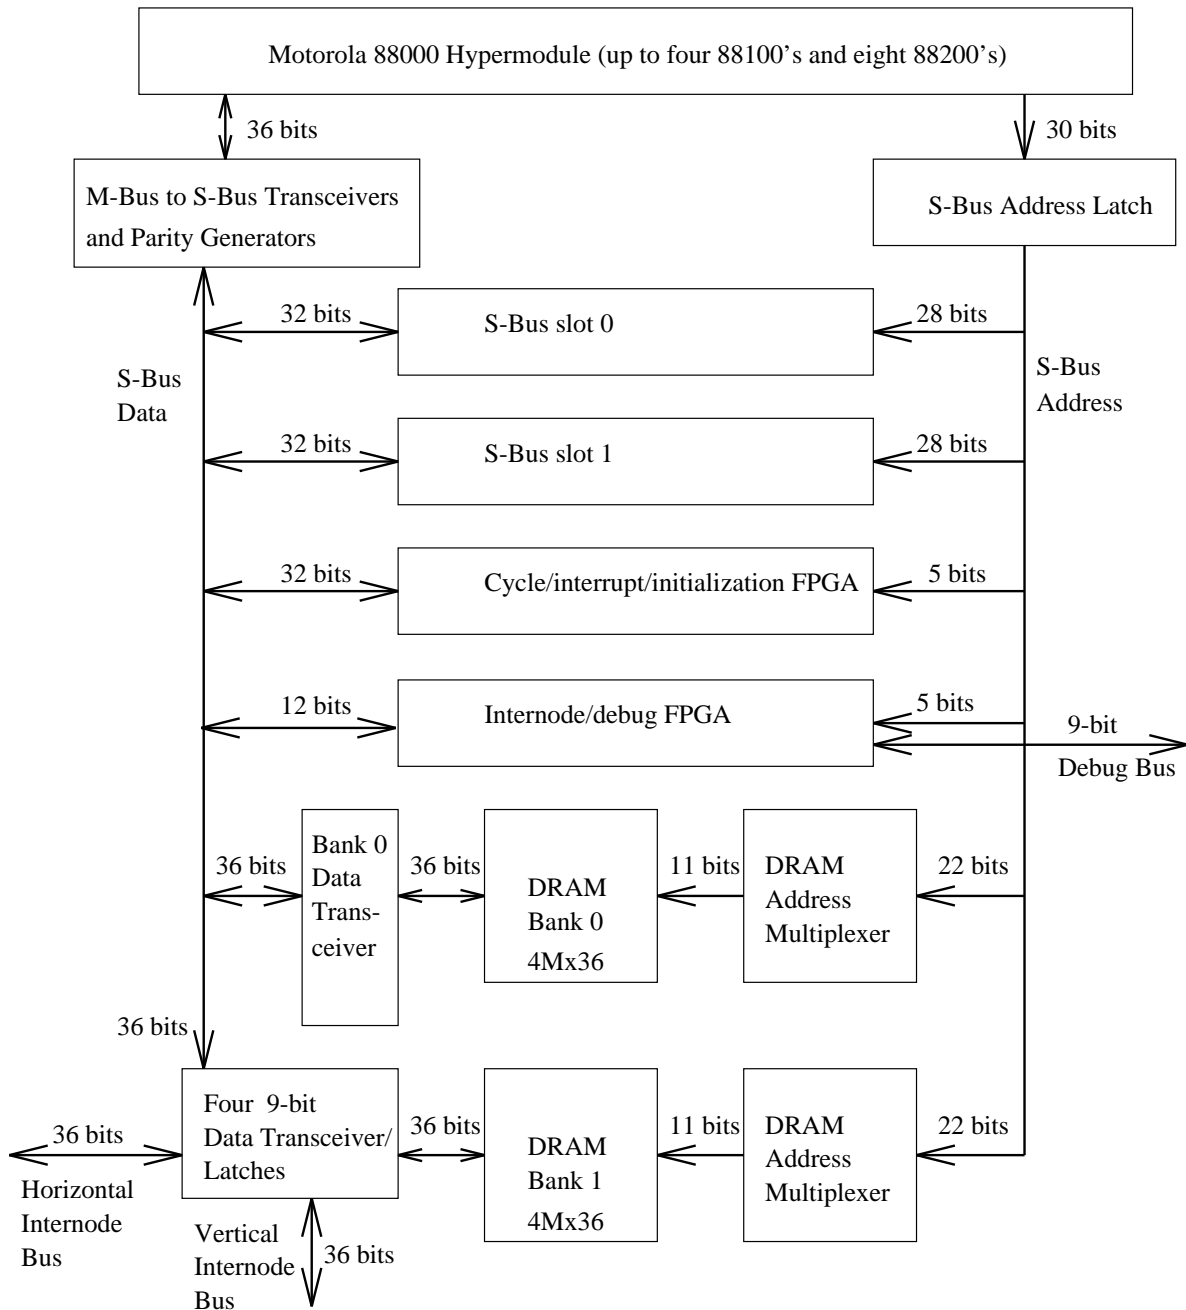 Motorola 88000 Hypermodule (up to four 88100's and eight 88200's)
36 bits
30 bits
M-Bus to S-Bus Transceivers
and Parity Generators
S-Bus Address Latch
32 bits
S-Bus slot 0
28 bits
S-Bus
Data
S-Bus
Address
32 bits
S-Bus slot 1
28 bits
32 bits
Cycle/interrupt/initialization FPGA
5 bits
12 bits
Internode/debug FPGA
5 bits
9-bit
Debug Bus
36 bits
Bank 0
Data
Trans-
ceiver
36 bits
DRAM
Bank 0
4Mx36
11 bits
DRAM
Address
Multiplexer
22 bits
36 bits
Four 9-bit
Data Transceiver/
Latches
36 bits
Horizontal
Internode
Bus
36 bits
DRAM
Bank 1
4Mx36
11 bits
DRAM
Address
Multiplexer
22 bits
Vertical
Internode
Bus
36 bits